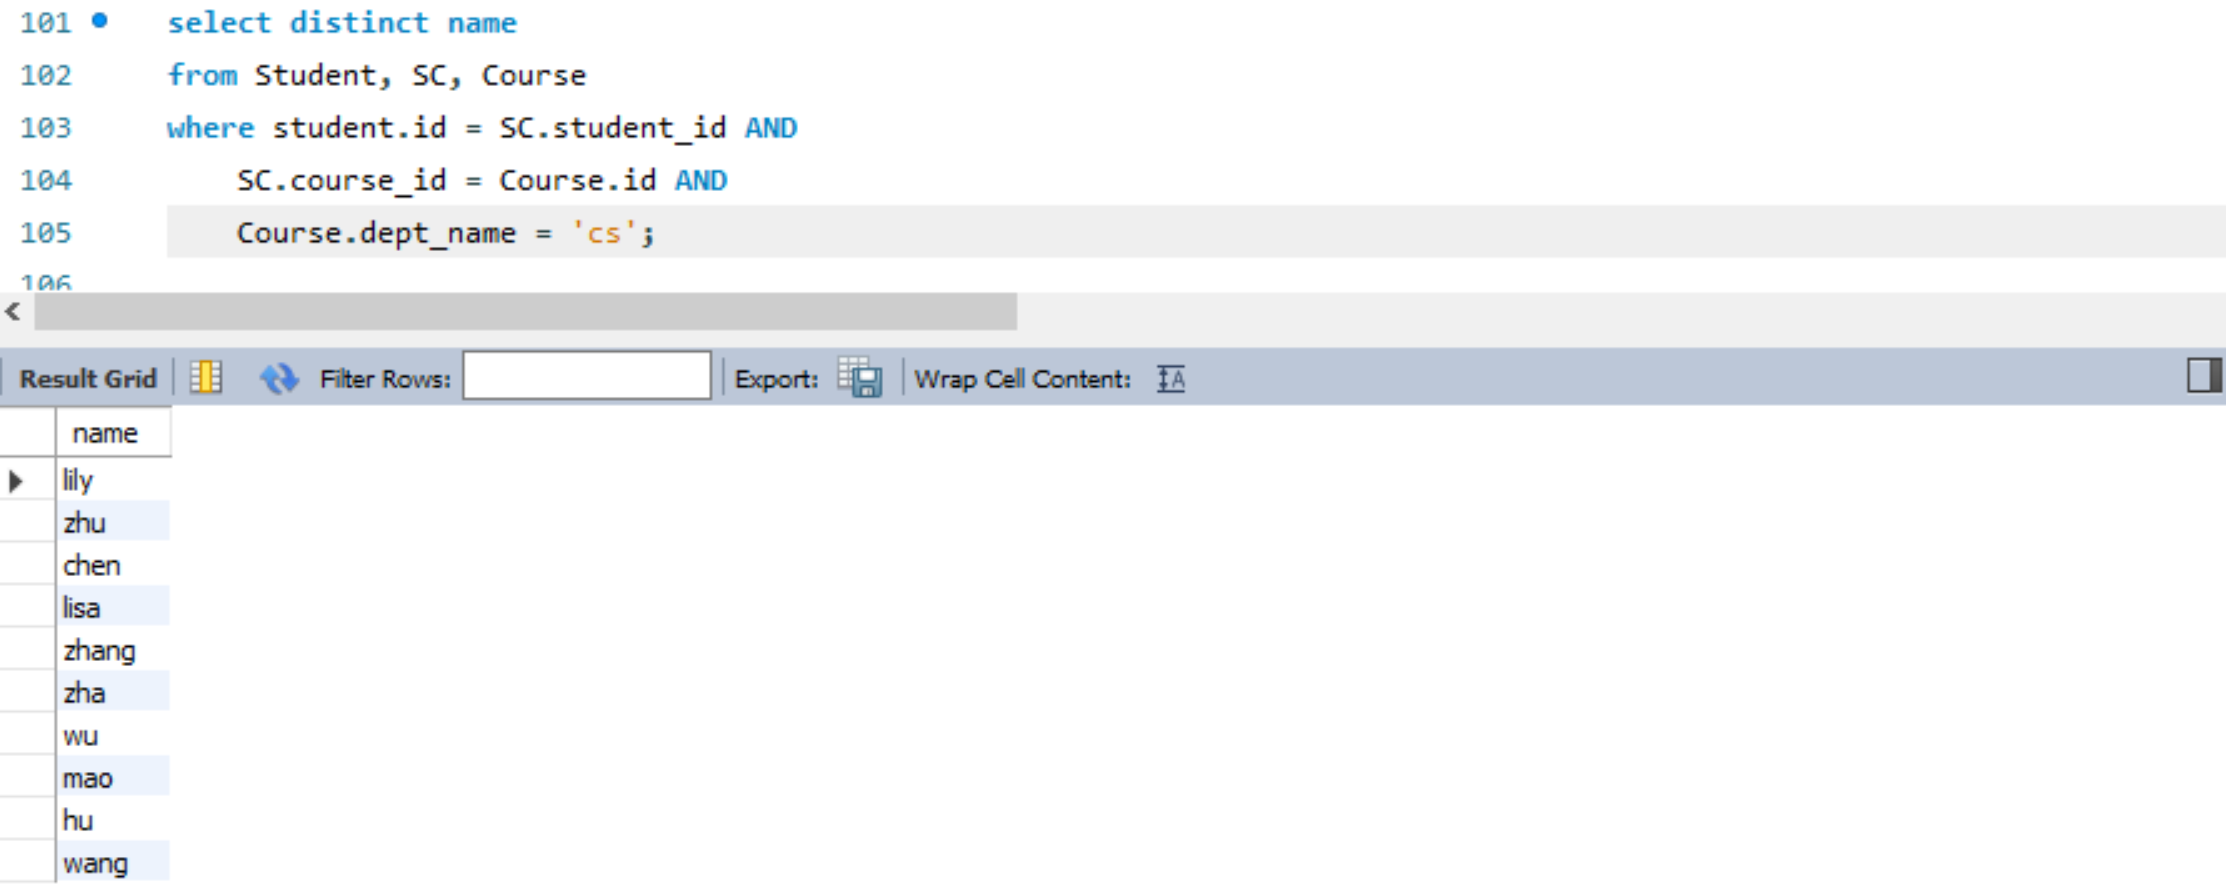 101 select distinct name
102 from Student, SC, Course
103 where student.id = SC.student_id AND
104 SC.course_id = Course.id AND
105 Course.dept_name = 'cs';
106
Result Grid Filter Rows: Export: Wrap Cell Content: IA
name
lily
zhu
chen
lisa
zhang
zha
wu
mao
hu
wang